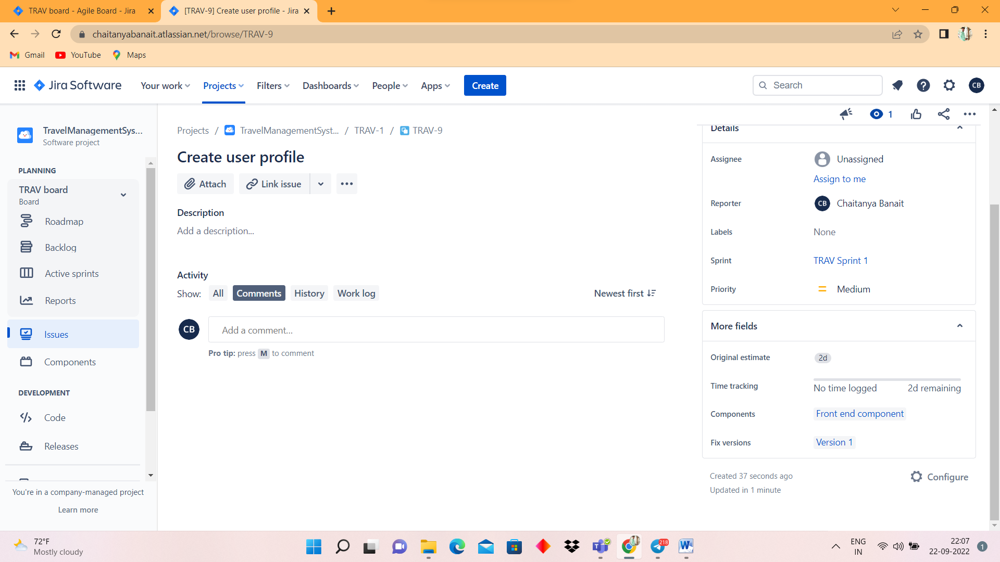 TRAV board - Agile Board - Jira
[TRAV-9] Create user profile - Jira
chaitanyabanait.atlassian.net/browse/TRAV-9
Gmail
YouTube
Maps
Jira Software
Your work
Projects
Filters
Dashboards
People
Apps
Create
Search
CB
TravelManagementSys...
Software project
PLANNING
TRAV board
Board
Roadmap
Backlog
Active sprints
Reports
Issues
Components
DEVELOPMENT
Code
Releases
You're in a company-managed project
Learn more
Projects / TravelManagementSyst... / TRAV-1 / TRAV-9
Create user profile
Attach
Link issue
Description
Add a description...
Activity
Show:
All
Comments
History
Work log
Newest first
CB
Add a comment...
Pro tip: press M to comment
1
Details
Assignee
Unassigned
Assign to me
Reporter
CB
Chaitanya Banait
Labels
None
Sprint
TRAV Sprint 1
Priority
Medium
More fields
Original estimate
2d
Time tracking
No time logged
2d remaining
Components
Front end component
Fix versions
Version 1
Created 37 seconds ago
Updated in 1 minute
Configure
72°F
Mostly cloudy
218
ENG
IN
22:07
22-09-2022
1